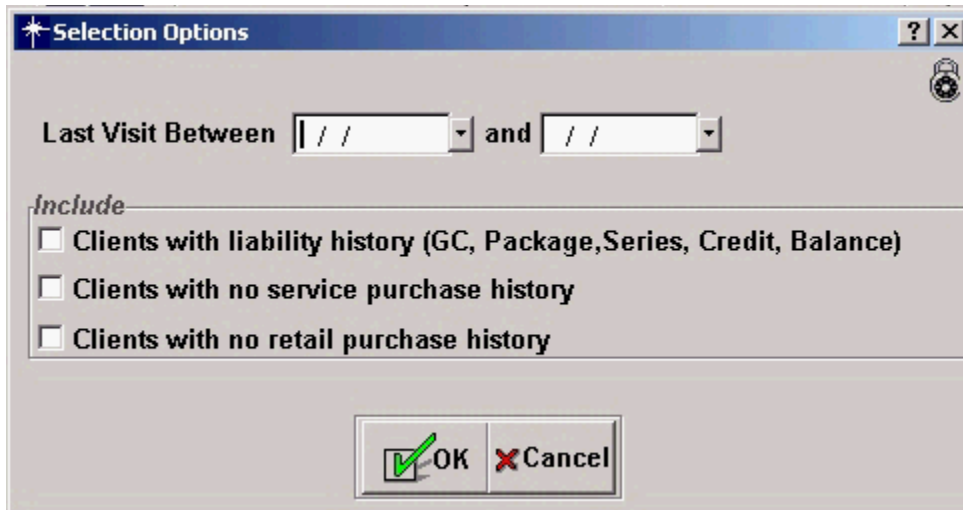 Selection Options
Last Visit Between / / and / /
Include
Clients with liability history (GC, Package,Series, Credit, Balance)
Clients with no service purchase history
Clients with no retail purchase history
OK Cancel